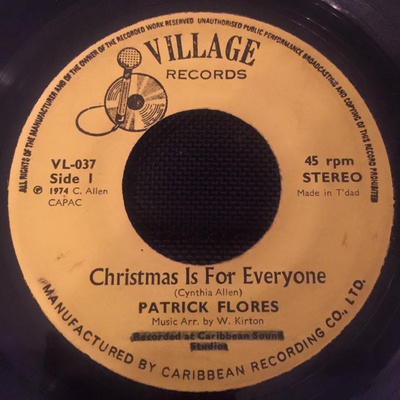 ALL RIGHTS OF THE MANUFACTURER AND OF THE OWNER OF THE RECORDED WORK RESERVED UNAUTHORISED PUBLIC PERFORMANCE BROADCASTING AND COPYING OF THIS RECORD PROHIBITED
VILLAGE
RECORDS
VL-037
Side 1
℗ 1974 C. Allen
CAPAC
45 rpm
STEREO
Made in T'dad
Christmas Is For Everyone
(Cynthia Allen)
PATRICK FLORES
Music Arr. by W. Kirton
Recorded at Caribbean Sound
Studios
MANUFACTURED BY CARIBBEAN RECORDING CO., LTD.